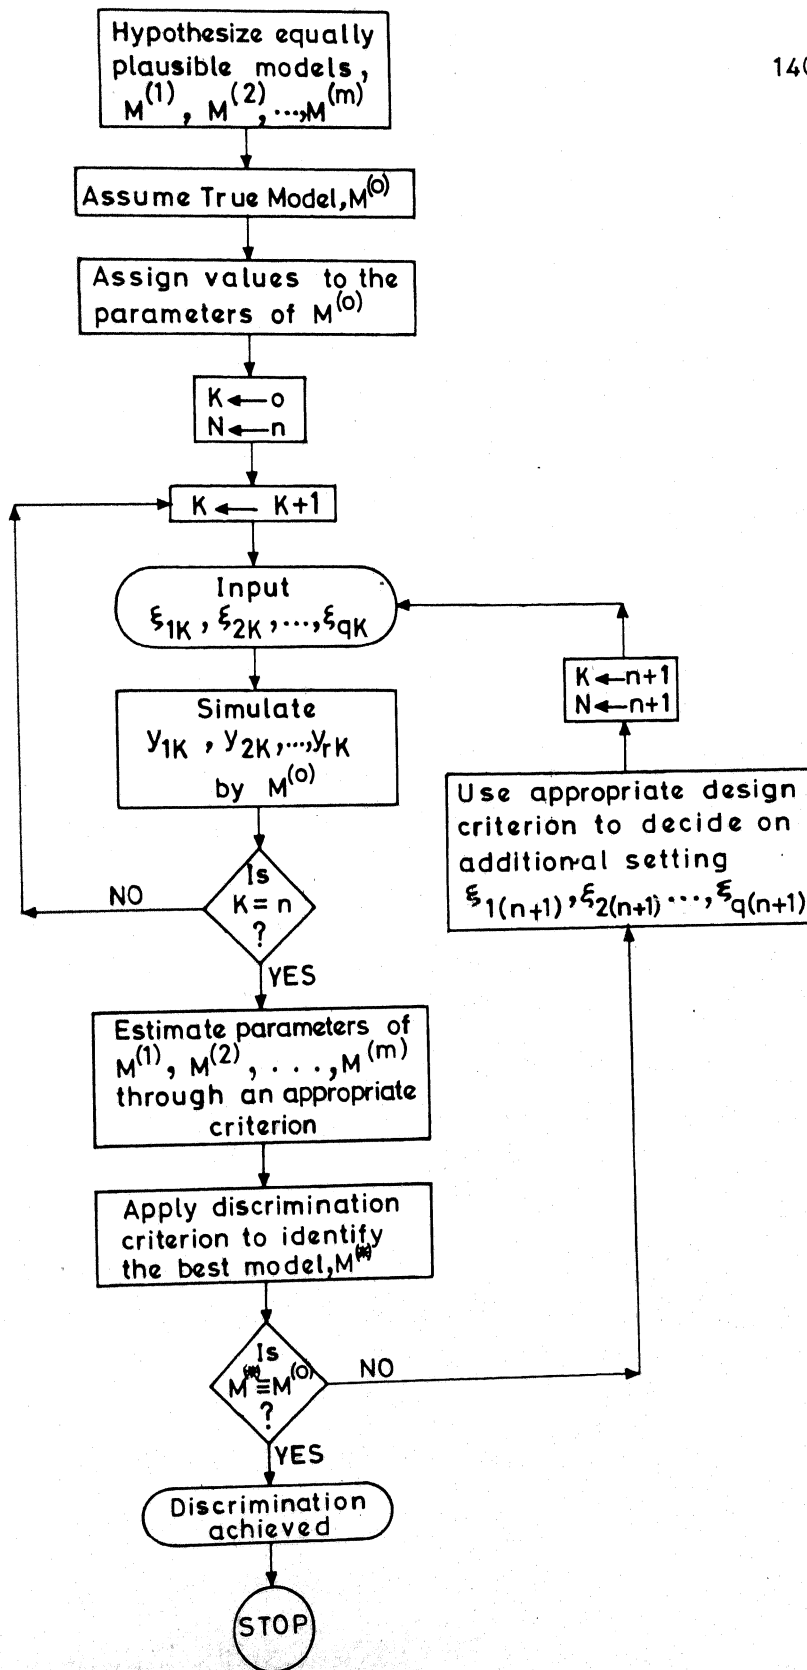 140
Hypothesize equally
plausible models,
M^(1), M^(2), ...,M^(m)
Assume True Model,M^(0)
Assign values to the
parameters of M^(0)
K←0
N←n
K ← K+1
Input
ξ1K, ξ2K,...,ξqK
Simulate
y1K, y2K,...,yrK
by M^(0)
Is
K = n
?
NO
YES
Estimate parameters of
M^(1), M^(2), ...,M^(m)
through an appropriate
criterion
Apply discrimination
criterion to identify
the best model,M^(*)
Is
M^(*)≡M^(0)
?
NO
YES
Discrimination
achieved
STOP
K←n+1
N←n+1
Use appropriate design
criterion to decide on
additional setting
ξ1(n+1),ξ2(n+1)...,ξq(n+1)